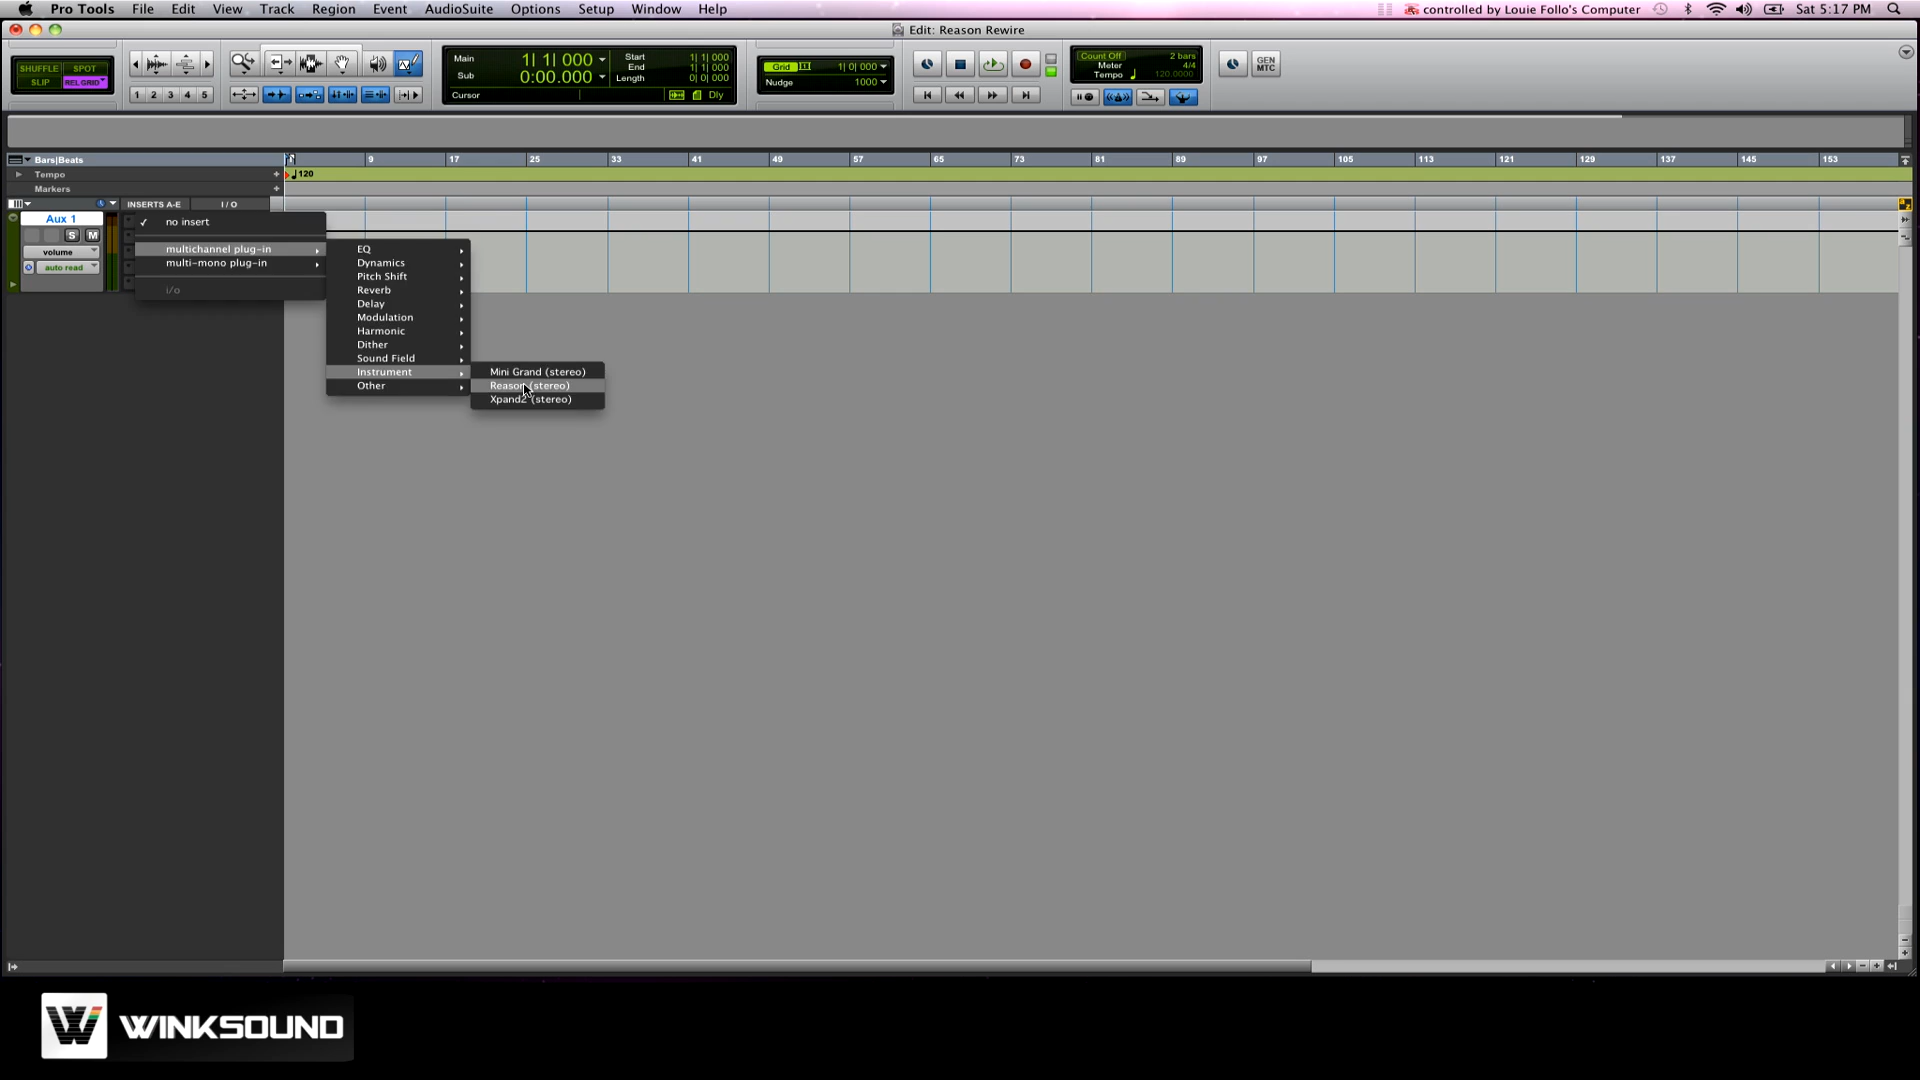 Pro Tools File Edit View Track Region Event AudioSuite Options Setup Window Help controlled by Louie Follo's Computer Sat 5:17 PM
Edit: Reason Rewire
SHUFFLE SPOT
SLIP REL GRID
1 2 3 4 5
Main 1| 1| 000
Sub 0:00.000
Start 1| 1| 000
End 1| 1| 000
Length 0| 0| 000
Cursor Dly
Grid 1| 0| 000
Nudge 1000
Count Off 2 bars
Meter 4/4
Tempo 120.0000
GEN
MTC
Bars|Beats 9 17 25 33 41 49 57 65 73 81 89 97 105 113 121 129 137 145 153
Tempo 120
Markers
INSERTS A-E I / O
Aux 1
S M
volume
auto read
no insert
multichannel plug-in
multi-mono plug-in
i/o
EQ
Dynamics
Pitch Shift
Reverb
Delay
Modulation
Harmonic
Dither
Sound Field
Instrument
Other
Mini Grand (stereo)
Reason (stereo)
Xpand2 (stereo)
WINKSOUND